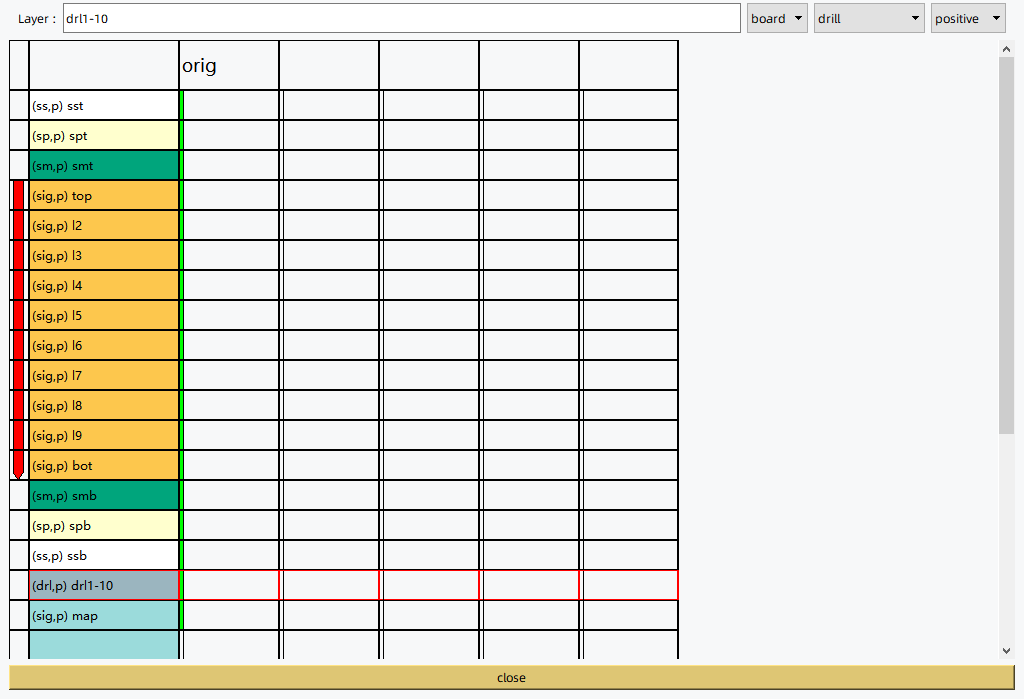 Layer : drl1-10 board drill positive
orig
(ss,p) sst
(sp,p) spt
(sm,p) smt
(sig,p) top
(sig,p) l2
(sig,p) l3
(sig,p) l4
(sig,p) l5
(sig,p) l6
(sig,p) l7
(sig,p) l8
(sig,p) l9
(sig,p) bot
(sm,p) smb
(sp,p) spb
(ss,p) ssb
(drl,p) drl1-10
(sig,p) map
close